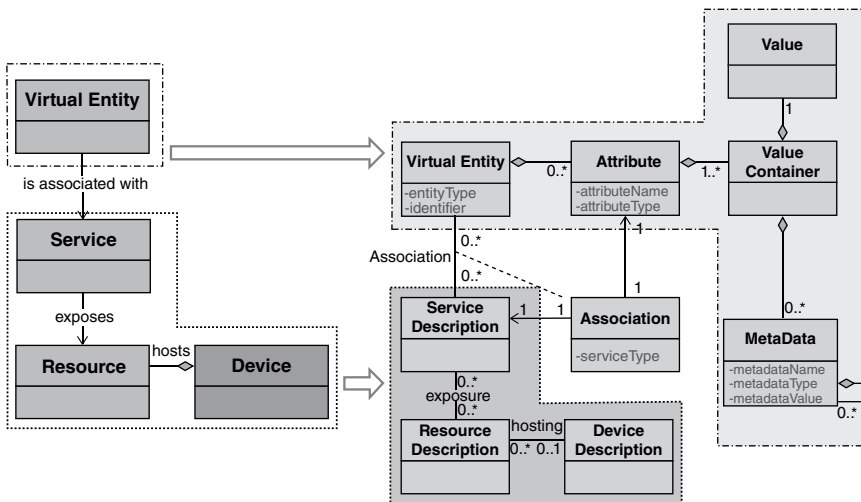 Virtual Entity
is associated with
Service
exposes
Resource
hosts
Device
Value
1
Virtual Entity
-entityType
-identifier
0..*
Attribute
-attributeName
-attributeType
1..*
Value
Container
0..*
Association
0..*
1
Service
Description
1
1
1
Association
-serviceType
0..*
MetaData
-metadataName
-metadataType
-metadataValue
0..*
0..*
exposure
0..*
Resource
Description
hosting
0..*
0..1
Device
Description